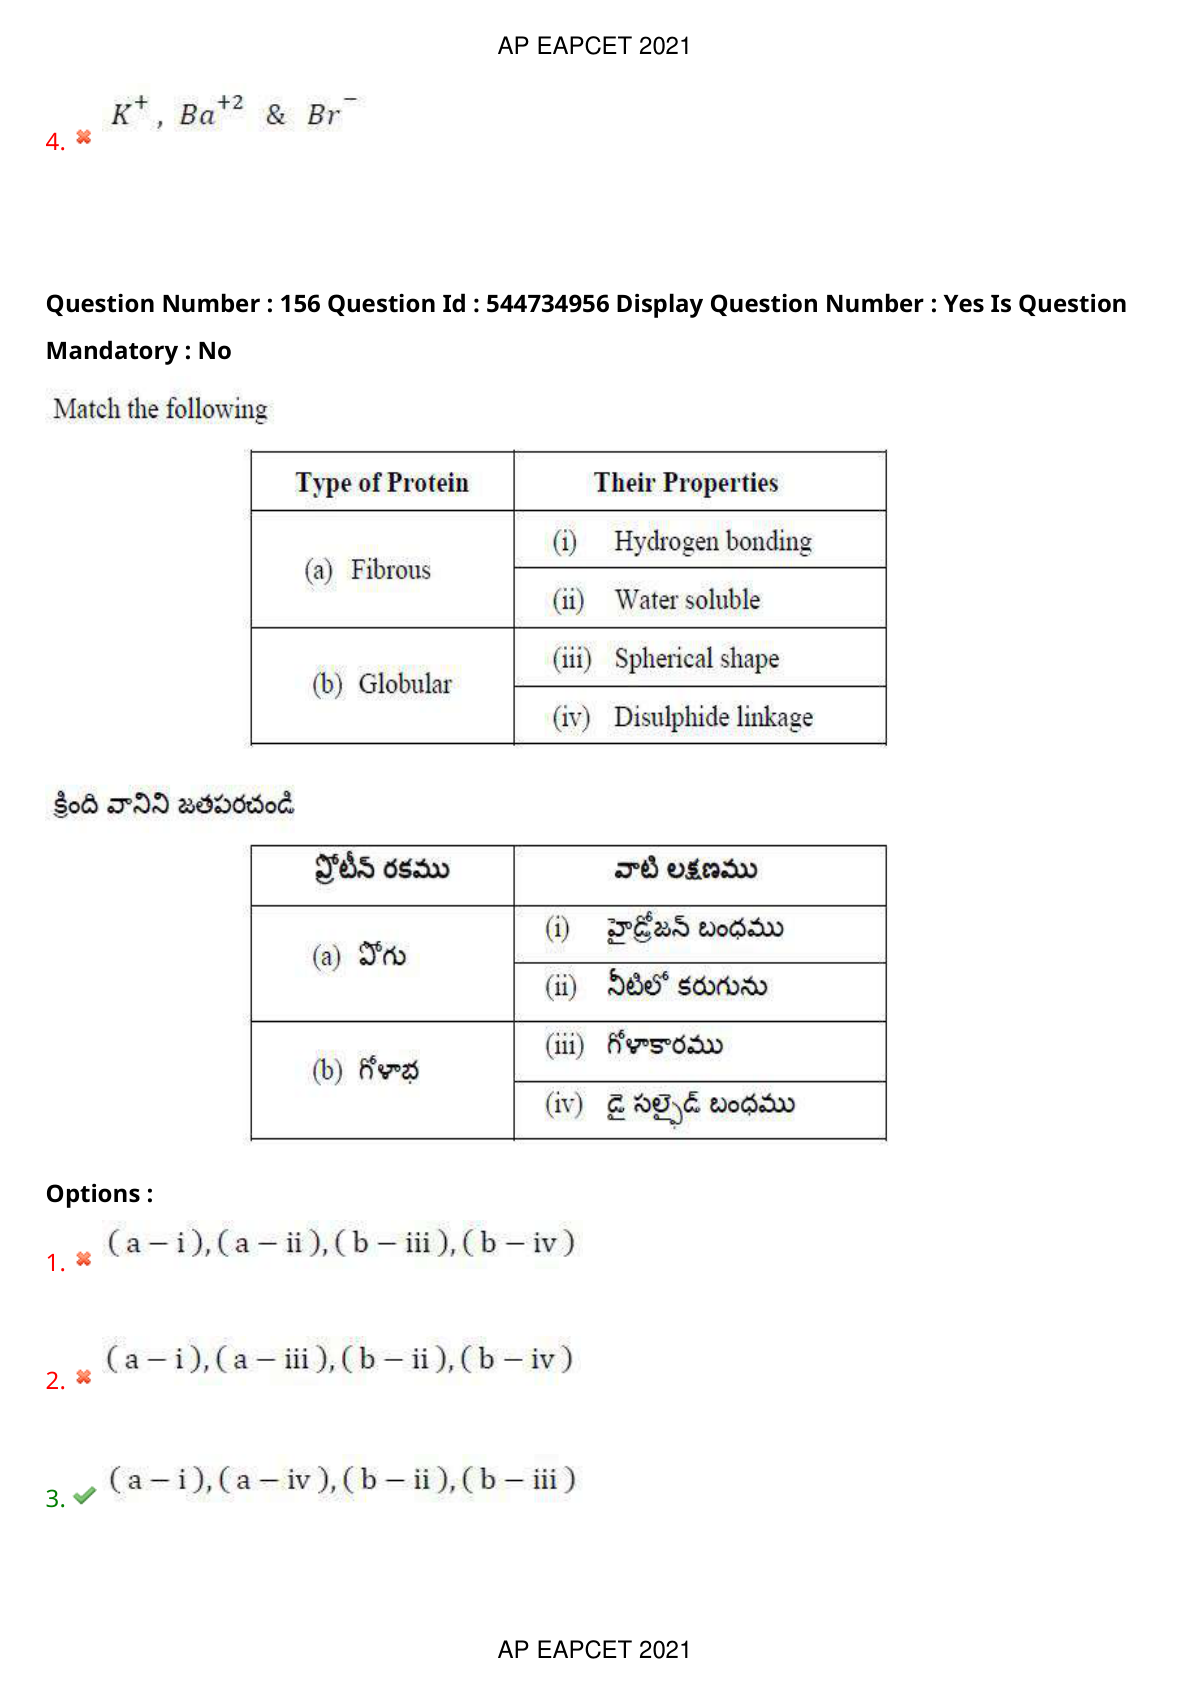 AP EAPCET 2021
4. K⁺ , Ba⁺² & Br⁻
Question Number : 156 Question Id : 544734956 Display Question Number : Yes Is Question
Mandatory : No
Match the following
Type of Protein Their Properties
(a) Fibrous
(i) Hydrogen bonding
(ii) Water soluble
(b) Globular
(iii) Spherical shape
(iv) Disulphide linkage
క్రింది వానిని జతపరచండి
ప్రోటీన్ రకము వాటి లక్షణము
(a) పోగు
(i) హైడ్రోజన్ బంధము
(ii) నీటిలో కరుగును
(b) గోళాభ
(iii) గోళాకారము
(iv) డై సల్ఫైడ్ బంధము
Options :
1. ( a − i ), ( a − ii ), ( b − iii ), ( b − iv )
2. ( a − i ), ( a − iii ), ( b − ii ), ( b − iv )
3. ( a − i ), ( a − iv ), ( b − ii ), ( b − iii )
AP EAPCET 2021